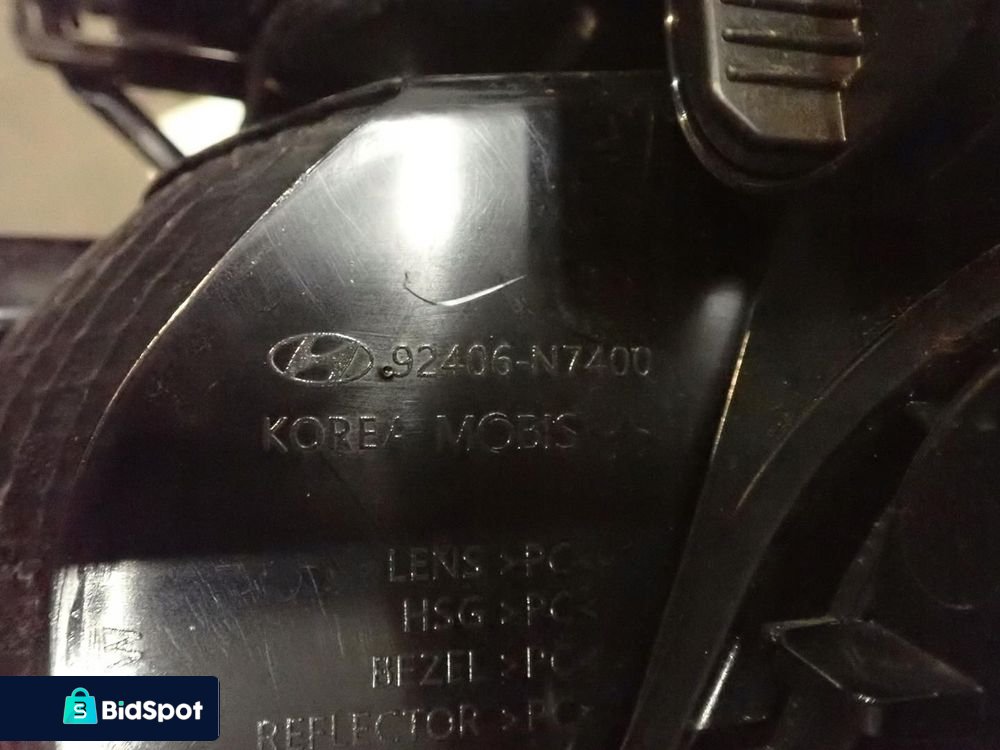 92406-N7400
KOREA MOBIS
LENS >PC<
HSG >PC<
BEZEL >PC<
REFLECTOR >PC<
BidSpot